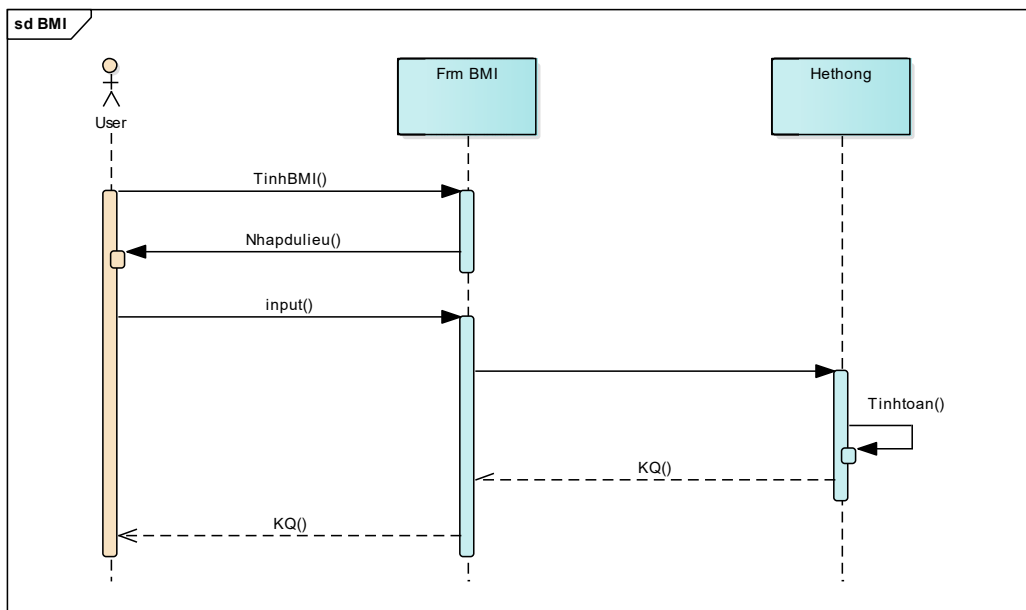 sd BMI
User
Frm BMI
Hethong
TinhBMI()
Nhapdulieu()
input()
Tinhtoan()
KQ()
KQ()